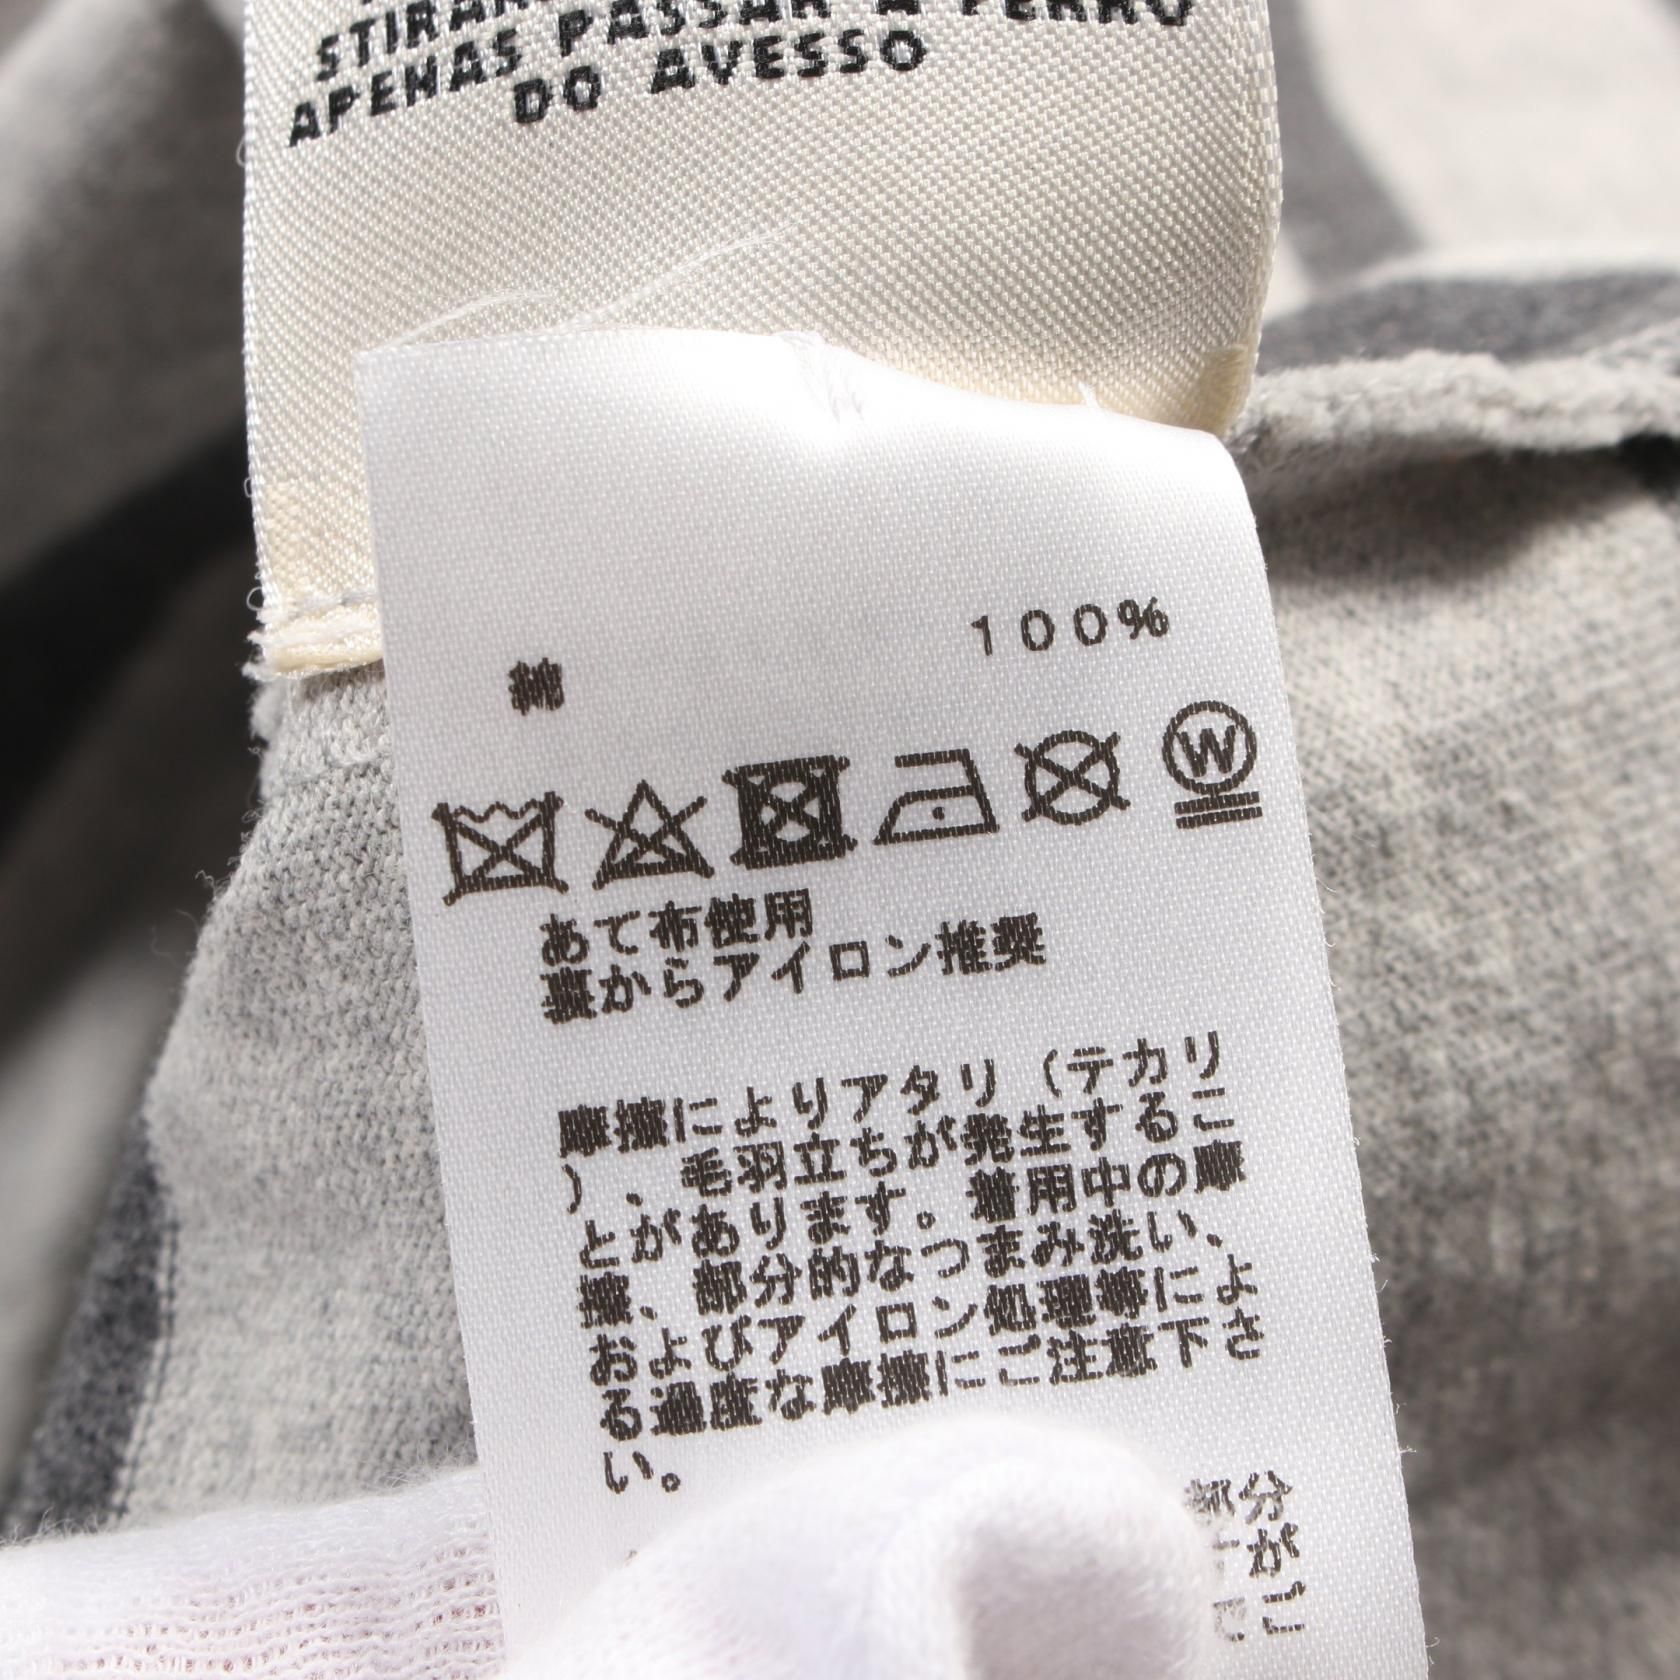 STIRAR
APENAS PASSAR A FERRO
DO AVESSO
綿 100%
W
あて布使用
裏からアイロン推奨
摩擦によりアタリ（テカリ
）、毛羽立ちが発生するこ
とがあります。着用中の摩
擦、部分的なつまみ洗い、
およびアイロン処理等によ
る過度な摩擦にご注意下さ
い。
部分
が
ご